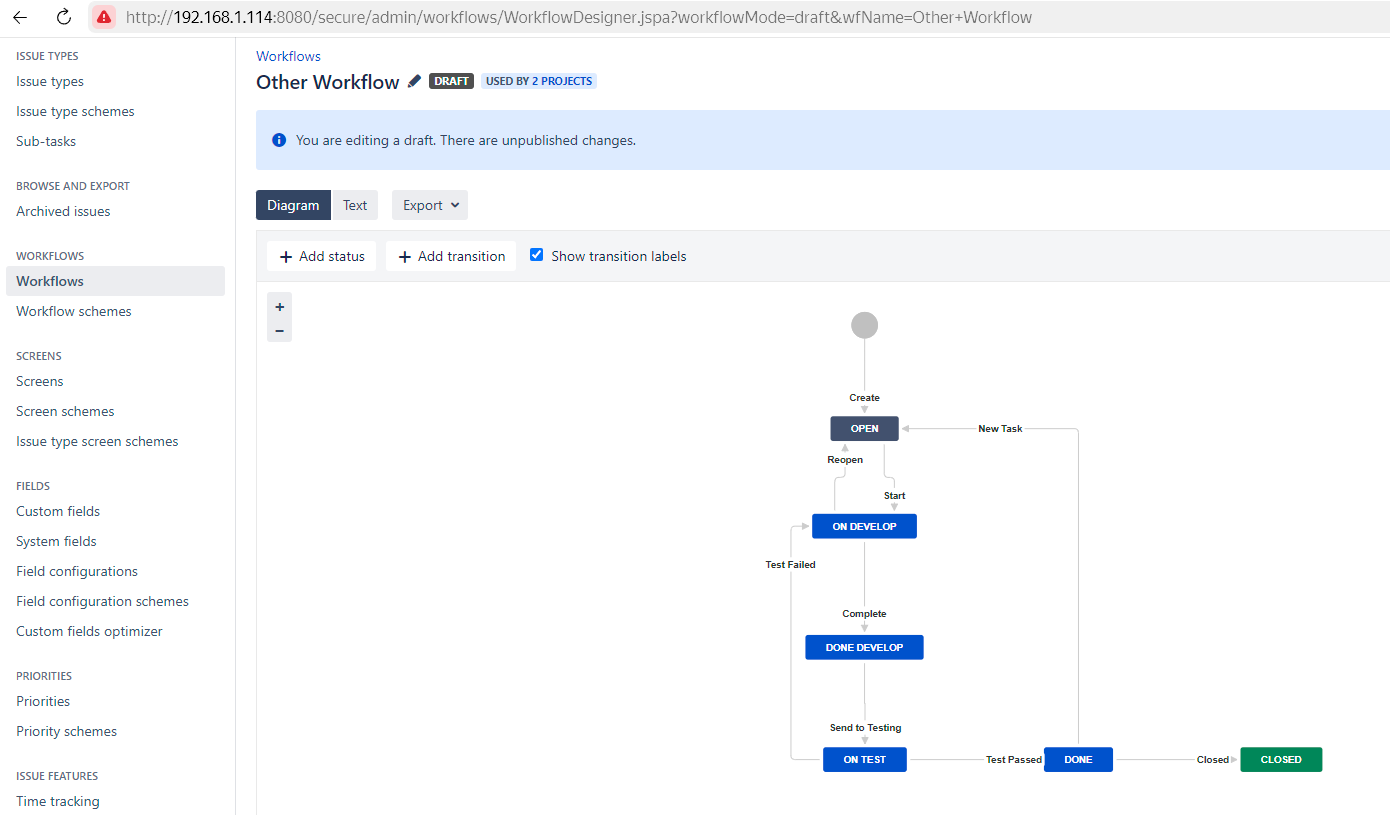 http://192.168.1.114:8080/secure/admin/workflows/WorkflowDesigner.jspa?workflowMode=draft&wfName=Other+Workflow
ISSUE TYPES
Issue types
Issue type schemes
Sub-tasks
BROWSE AND EXPORT
Archived issues
WORKFLOWS
Workflows
Workflow schemes
SCREENS
Screens
Screen schemes
Issue type screen schemes
FIELDS
Custom fields
System fields
Field configurations
Field configuration schemes
Custom fields optimizer
PRIORITIES
Priorities
Priority schemes
ISSUE FEATURES
Time tracking
Workflows
Other Workflow DRAFT USED BY 2 PROJECTS
You are editing a draft. There are unpublished changes.
Diagram Text Export
+ Add status + Add transition Show transition labels
+
−
Create
OPEN New Task
Reopen
Start
ON DEVELOP
Test Failed
Complete
DONE DEVELOP
Send to Testing
ON TEST Test Passed DONE Closed CLOSED